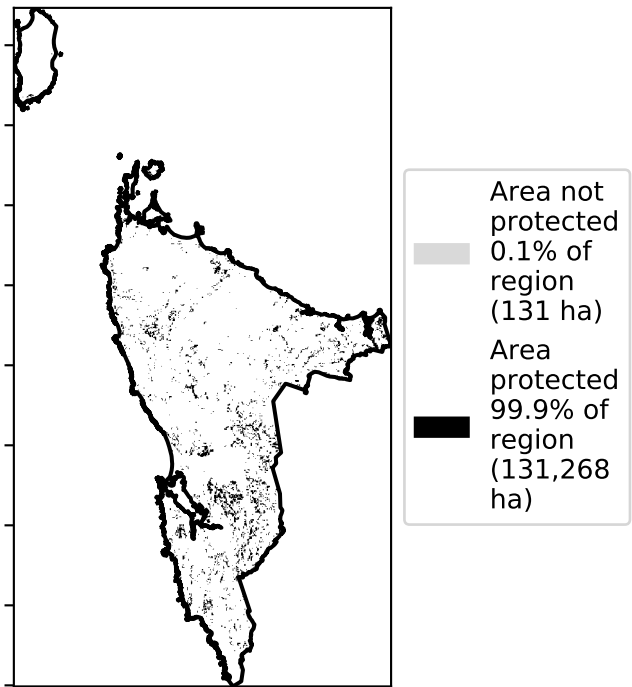 Area not
protected
0.1% of
region
(131 ha)
Area
protected
99.9% of
region
(131,268
ha)